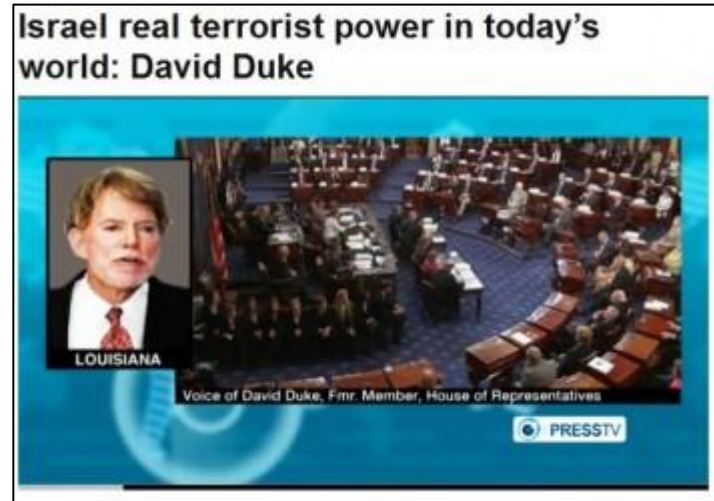 Israel real terrorist power in today's
world: David Duke
LOUISIANA
Voice of David Duke, Fmr. Member, House of Representatives
PRESSTV